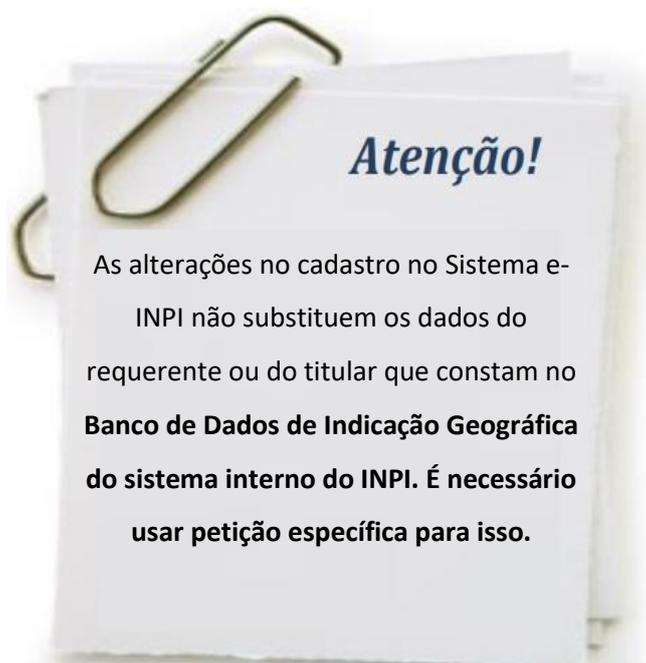 Atenção!
As alterações no cadastro no Sistema e-
INPI não substituem os dados do
requerente ou do titular que constam no
Banco de Dados de Indicação Geográfica
do sistema interno do INPI. É necessário
usar petição específica para isso.